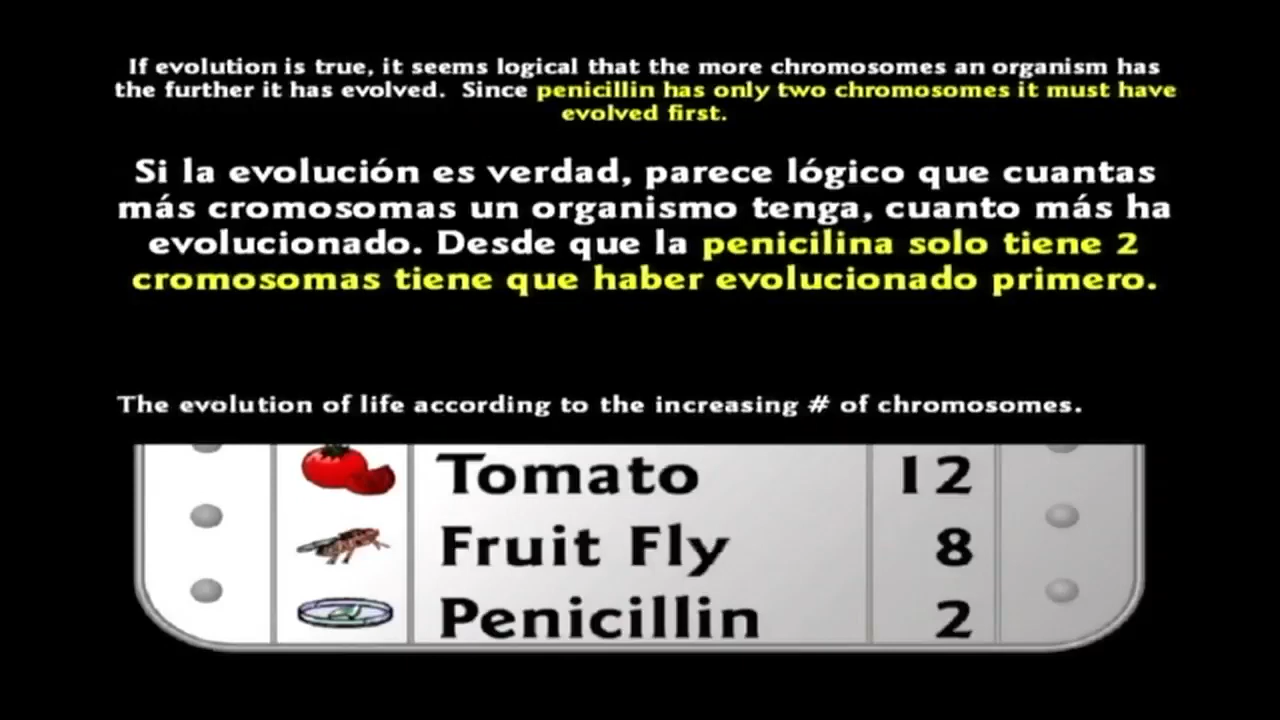 If evolution is true, it seems logical that the more chromosomes an organism has
the further it has evolved. Since penicillin has only two chromosomes it must have
evolved first.
Si la evolución es verdad, parece lógico que cuantas
más cromosomas un organismo tenga, cuanto más ha
evolucionado. Desde que la penicilina solo tiene 2
cromosomas tiene que haber evolucionado primero.
The evolution of life according to the increasing # of chromosomes.
Tomato 12
Fruit Fly 8
Penicillin 2